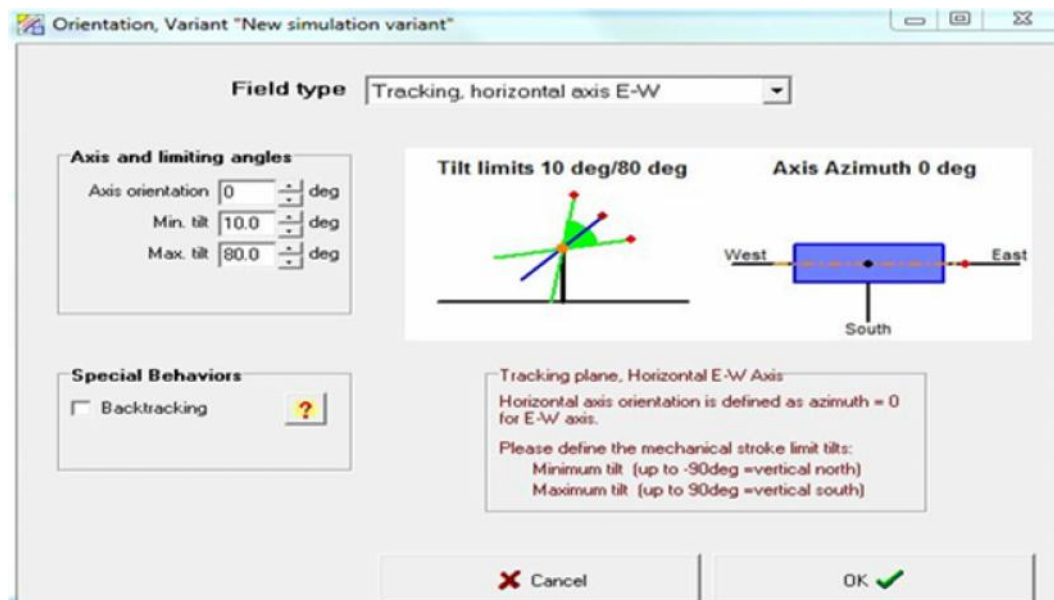 Orientation, Variant "New simulation variant"
Field type Tracking, horizontal axis E-W
Axis and limiting angles
Axis orientation 0 deg
Min. tilt 10.0 deg
Max. tilt 80.0 deg
Tilt limits 10 deg/80 deg
Axis Azimuth 0 deg
West
East
South
Special Behaviors
Backtracking
?
Tracking plane, Horizontal E-W Axis
Horizontal axis orientation is defined as azimuth = 0
for E-W axis.
Please define the mechanical stroke limit tilts:
Minimum tilt (up to -90deg =vertical north)
Maximum tilt (up to 90deg =vertical south)
Cancel
OK